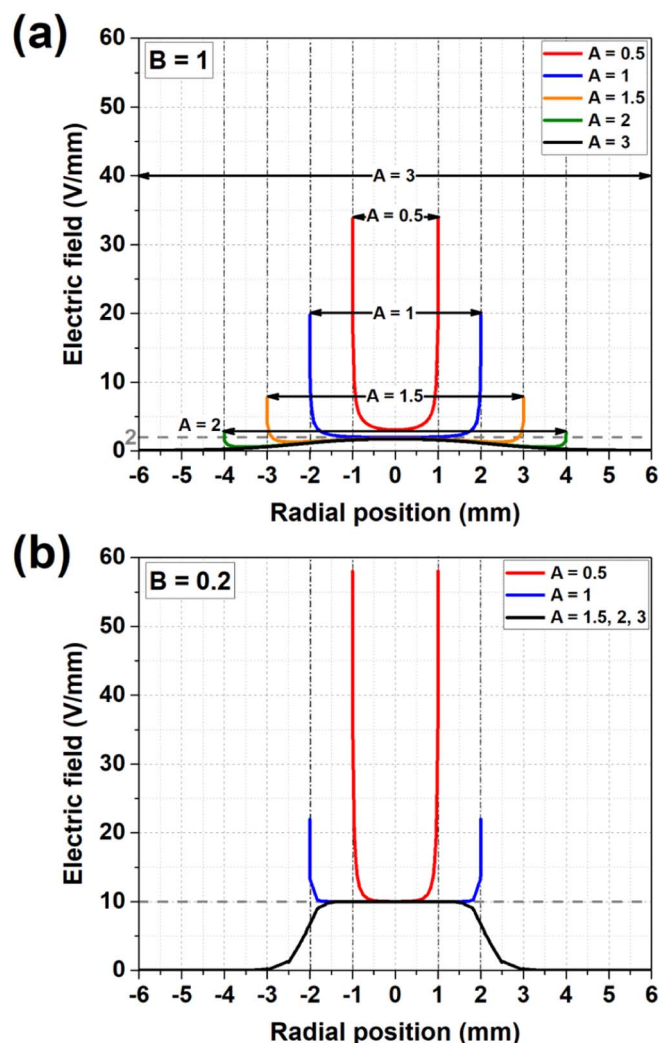 (a)
B = 1
A = 0.5
A = 1
A = 1.5
A = 2
A = 3
Electric field (V/mm)
60
50
40
30
20
10
2
0
A = 3
A = 0.5
A = 1
A = 1.5
A = 2
-6 -5 -4 -3 -2 -1 0 1 2 3 4 5 6
Radial position (mm)
(b)
B = 0.2
A = 0.5
A = 1
A = 1.5, 2, 3
Electric field (V/mm)
60
50
40
30
20
10
0
-6 -5 -4 -3 -2 -1 0 1 2 3 4 5 6
Radial position (mm)